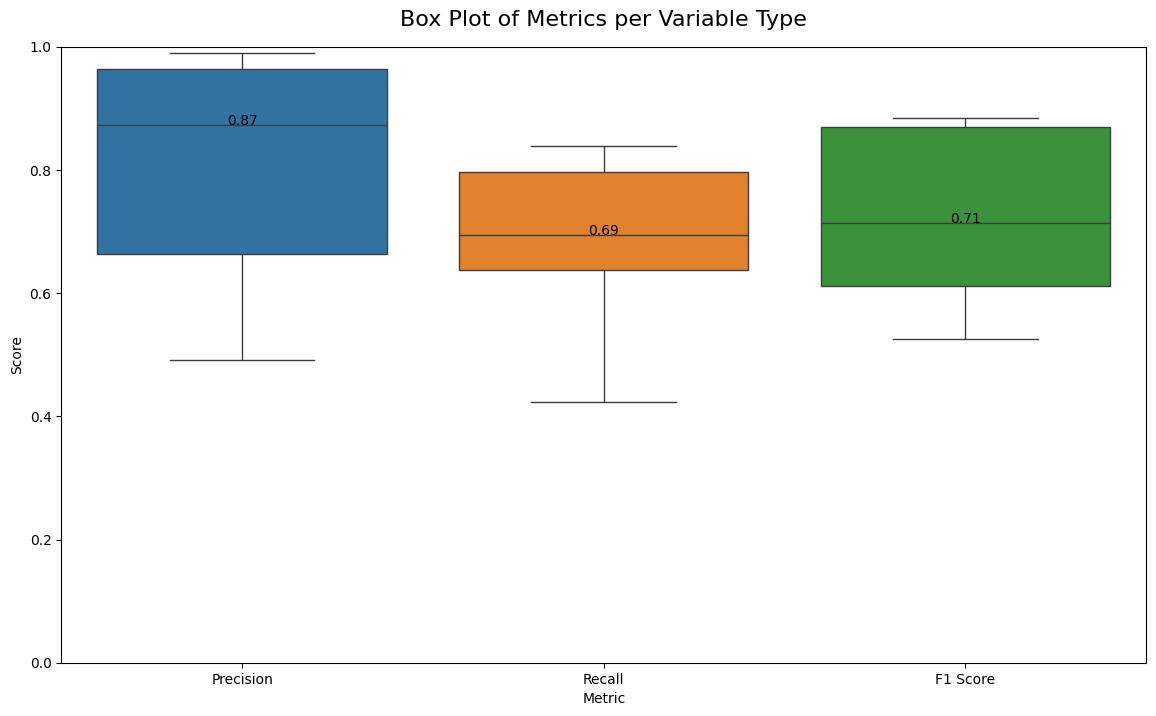 Box Plot of Metrics per Variable Type
1.0
0.8
0.6
0.4
0.2
0.0
Score
0.87
0.69
0.71
Precision
Recall
F1 Score
Metric